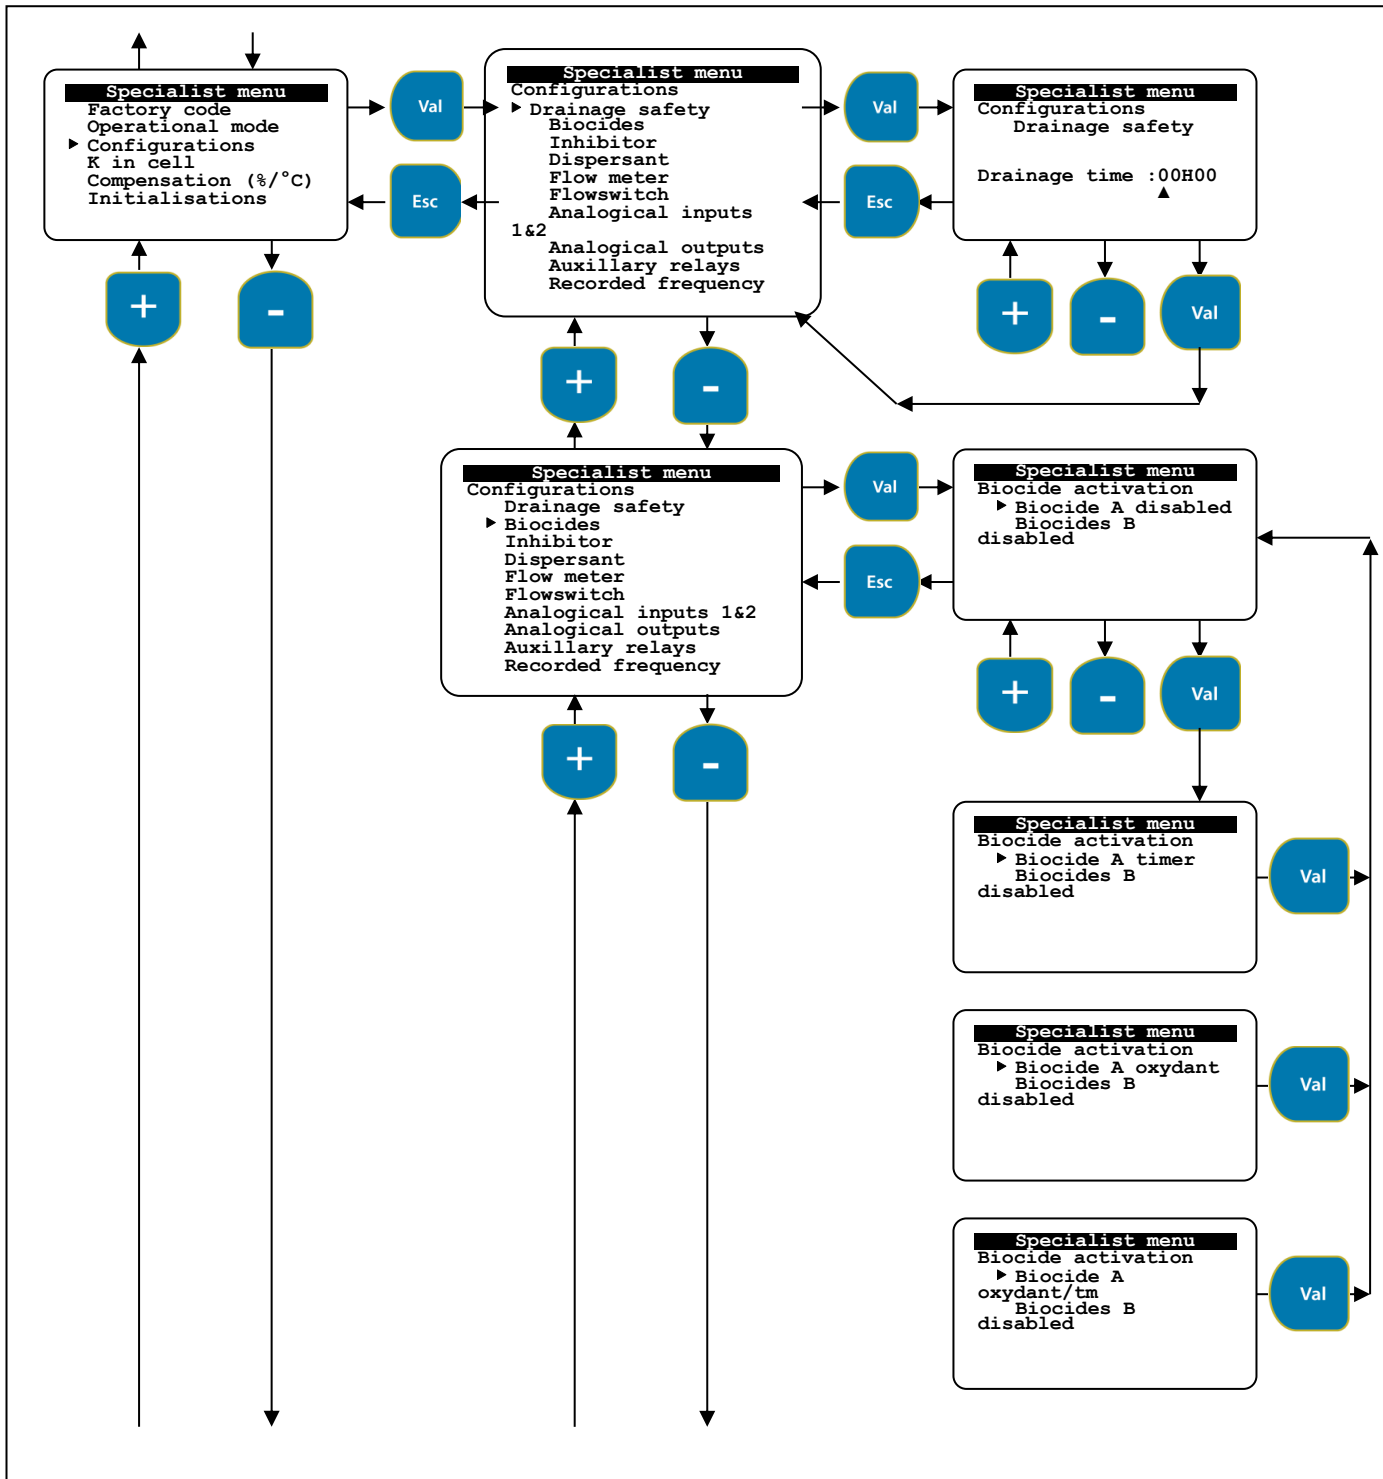 Specialist menu
Factory code
Operational mode
Configurations
K in cell
Compensation (%/°C)
Initialisations
Val
Esc
+
-
Specialist menu
Configurations
Drainage safety
Biocides
Inhibitor
Dispersant
Flow meter
Flowswitch
Analogical inputs
1&2
Analogical outputs
Auxillary relays
Recorded frequency
Val
Esc
Specialist menu
Configurations
Drainage safety
Drainage time :00H00
+
-
Val
+
-
Specialist menu
Configurations
Drainage safety
Biocides
Inhibitor
Dispersant
Flow meter
Flowswitch
Analogical inputs 1&2
Analogical outputs
Auxillary relays
Recorded frequency
Val
Esc
Specialist menu
Biocide activation
Biocide A disabled
Biocides B
disabled
+
-
Val
+
-
Specialist menu
Biocide activation
Biocide A timer
Biocides B
disabled
Val
Specialist menu
Biocide activation
Biocide A oxydant
Biocides B
disabled
Val
Specialist menu
Biocide activation
Biocide A
oxydant/tm
Biocides B
disabled
Val